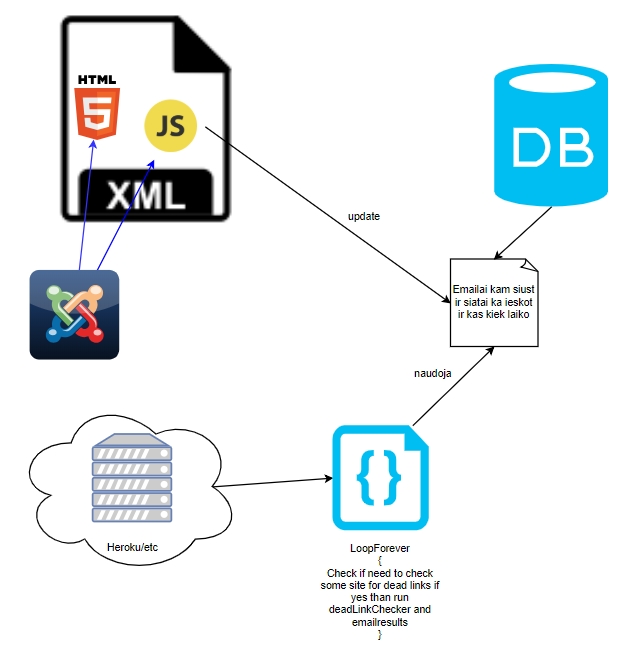 HTML
5
JS
XML
DB
update
Emailai kam siust
ir siatai ka ieskot
ir kas kiek laiko
naudoja
{}
Heroku/etc
LoopForever
{
Check if need to check
some site for dead links if
yes than run
deadLinkChecker and
emailresults
}